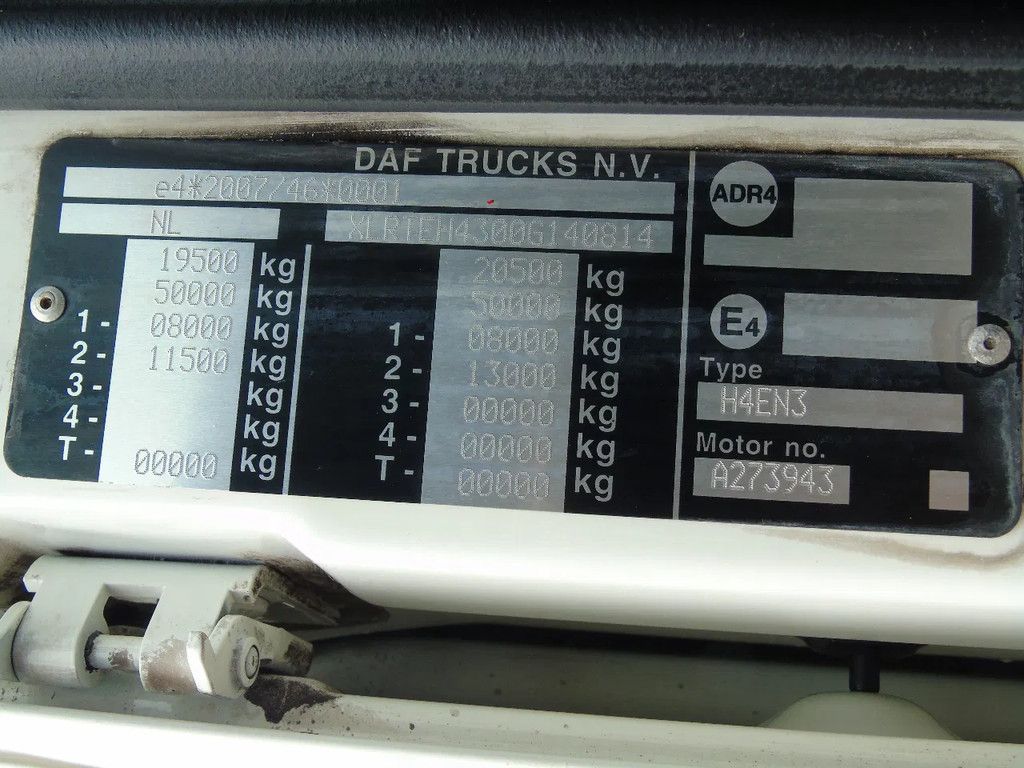 DAF TRUCKS N.V.
e4*2007/46*0001
NL XLRTEH4300G140814
19500 kg
50000 kg
1- 08000 kg
2- 11500 kg
3- kg
4- kg
T- 00000 kg
20500 kg
50000 kg
1- 08000 kg
2- 13000 kg
3- 00000 kg
4- 00000 kg
T- 00000 kg
ADR4
E4
Type
H4EN3
Motor no.
A273943